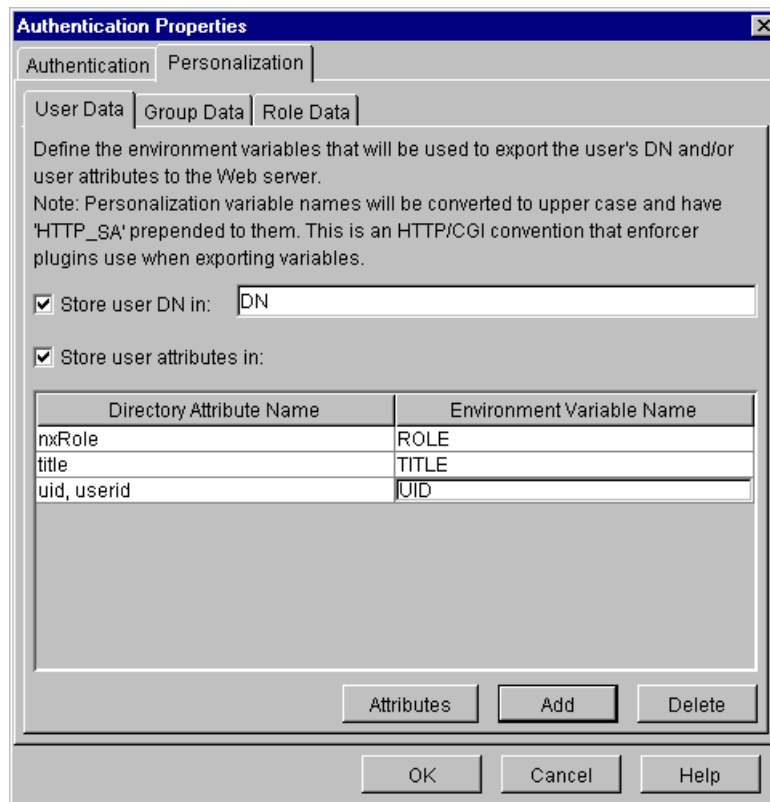 Authentication Properties
Authentication Personalization
User Data Group Data Role Data
Define the environment variables that will be used to export the user's DN and/or
user attributes to the Web server.
Note: Personalization variable names will be converted to upper case and have
'HTTP_SA' prepended to them. This is an HTTP/CGI convention that enforcer
plugins use when exporting variables.
Store user DN in: DN
Store user attributes in:
Directory Attribute Name Environment Variable Name
nxRole ROLE
title TITLE
uid, userid UID
Attributes Add Delete
OK Cancel Help